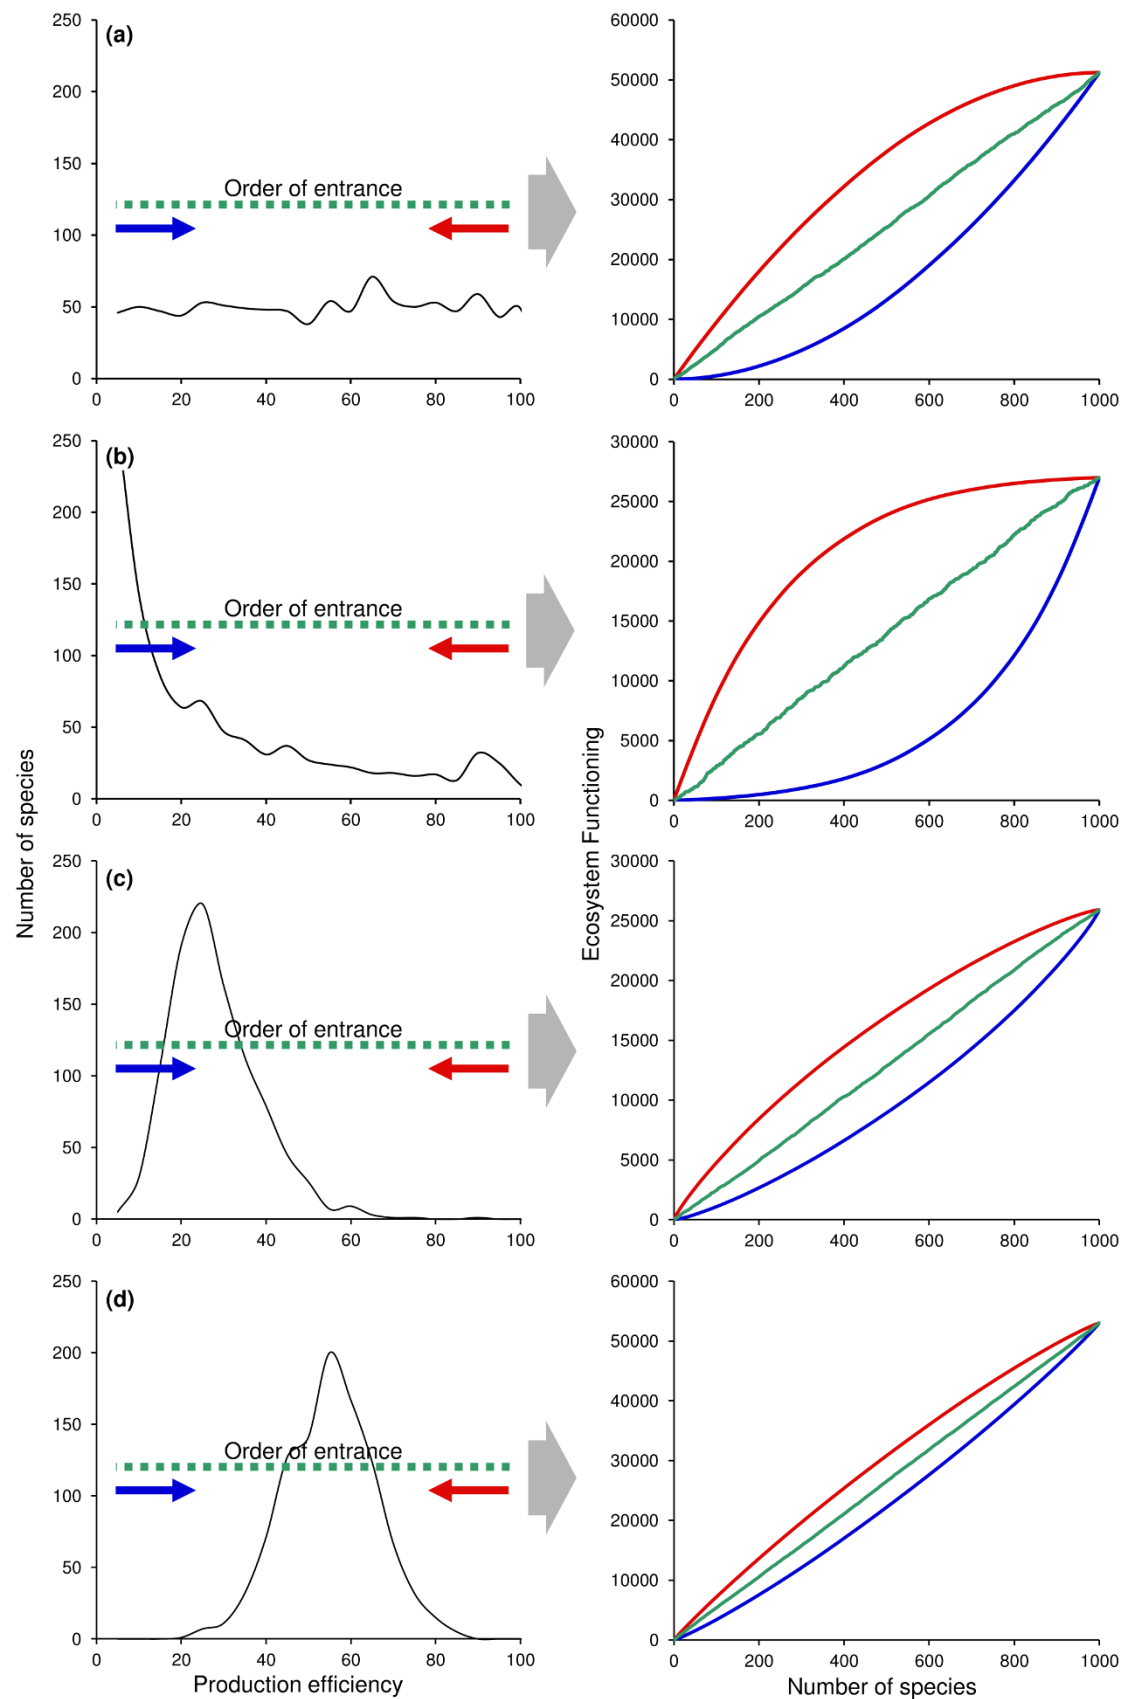 (a)
250
200
150
100
50
0
Order of entrance
0 20 40 60 80 100
60000
50000
40000
30000
20000
10000
0
0 200 400 600 800 1000
(b)
250
200
150
100
50
0
Order of entrance
0 20 40 60 80 100
30000
25000
20000
15000
10000
5000
0
0 200 400 600 800 1000
Number of species
Ecosystem Functioning
(c)
250
200
150
100
50
0
Order of entrance
0 20 40 60 80 100
30000
25000
20000
15000
10000
5000
0
0 200 400 600 800 1000
(d)
250
200
150
100
50
0
Order of entrance
0 20 40 60 80 100
Production efficiency
60000
50000
40000
30000
20000
10000
0
0 200 400 600 800 1000
Number of species